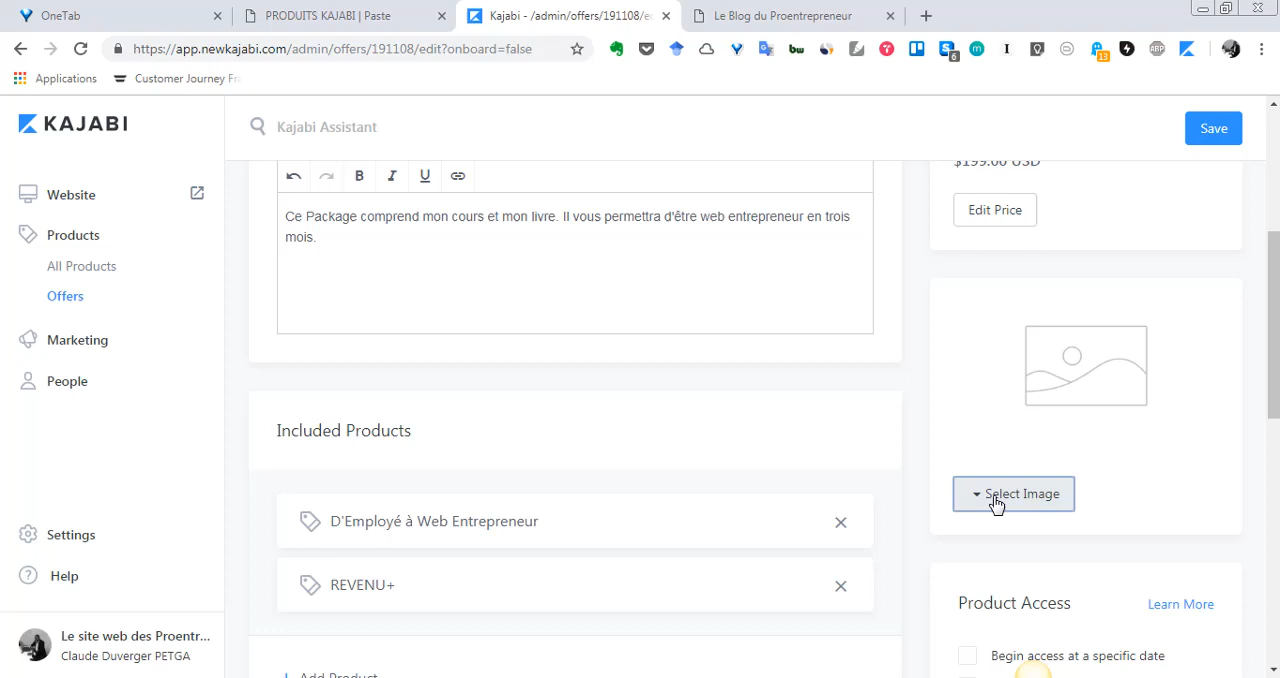 OneTab
PRODUITS KAJABI | Paste
Kajabi - /admin/offers/191108/e
Le Blog du Proentrepreneur
https://app.newkajabi.com/admin/offers/191108/edit?onboard=false
6
13
ABP
Applications
Customer Journey Fr
KAJABI
Kajabi Assistant
Save
Website
Products
All Products
Offers
Marketing
People
Settings
Help
Le site web des Proentr...
Claude Duverger PETGA
B I U
Ce Package comprend mon cours et mon livre. Il vous permettra d'être web entrepreneur en trois
mois.
Included Products
D'Employé à Web Entrepreneur
REVENU+
Add Product
$199.00 USD
Edit Price
Select Image
Product Access
Learn More
Begin access at a specific date